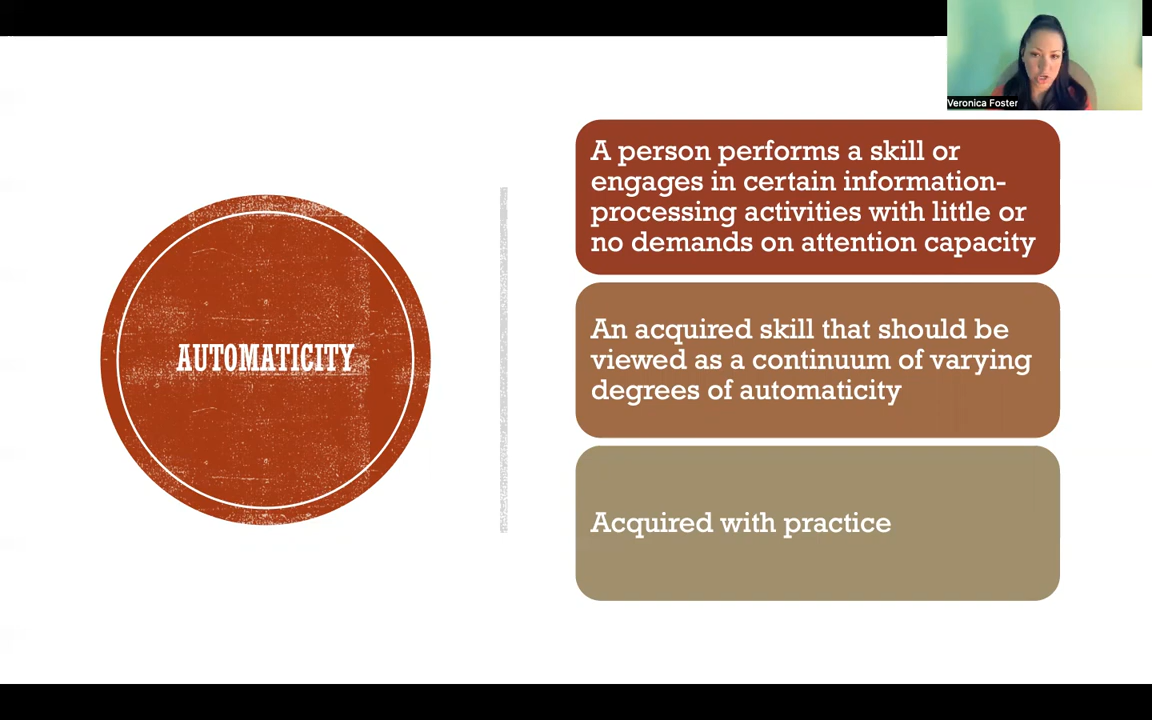 Veronica Foster
AUTOMATICITY
A person performs a skill or
engages in certain information-
processing activities with little or
no demands on attention capacity
An acquired skill that should be
viewed as a continuum of varying
degrees of automaticity
Acquired with practice